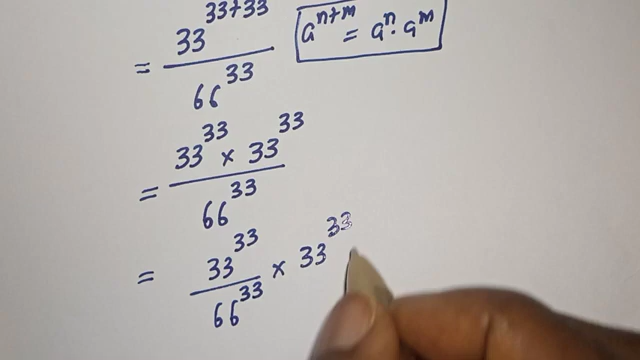 = 33^{33+33} / 66^{33}
a^{n+m} = a^n · a^m
= 33^{33} × 33^{33} / 66^{33}
= 33^{33} / 66^{33} × 33^{33}